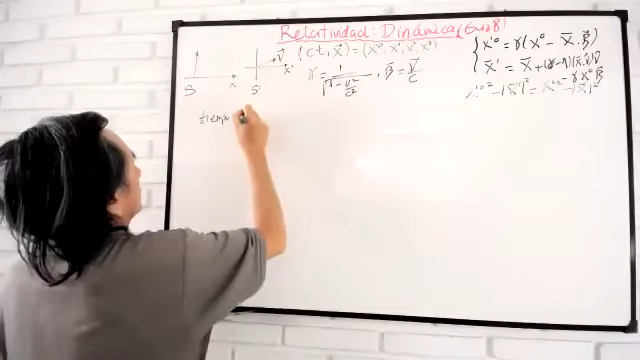 Relatividad: Dinámica (Guía 8)
(ct, x⃗) = (x⁰, x¹, x², x³)
γ = 1/√(1 - v²/c²), β⃗ = v⃗/c
S x S' x'
x'⁰ = γ(x⁰ - x⃗.β⃗)
x⃗' = x⃗ + (γ-1)(x⃗.v̂)v̂ - γx⁰β⃗
x'⁰² - |x⃗'|² = x⁰² - |x⃗|²
tiempo